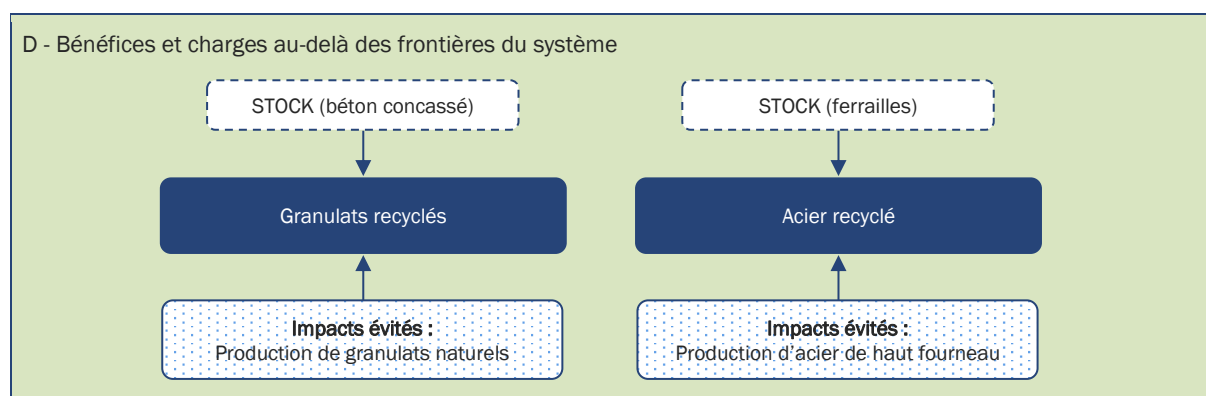 D - Bénéfices et charges au-delà des frontières du système
STOCK (béton concassé)
STOCK (ferrailles)
Granulats recyclés
Acier recyclé
Impacts évités :
Production de granulats naturels
Impacts évités :
Production d'acier de haut fourneau